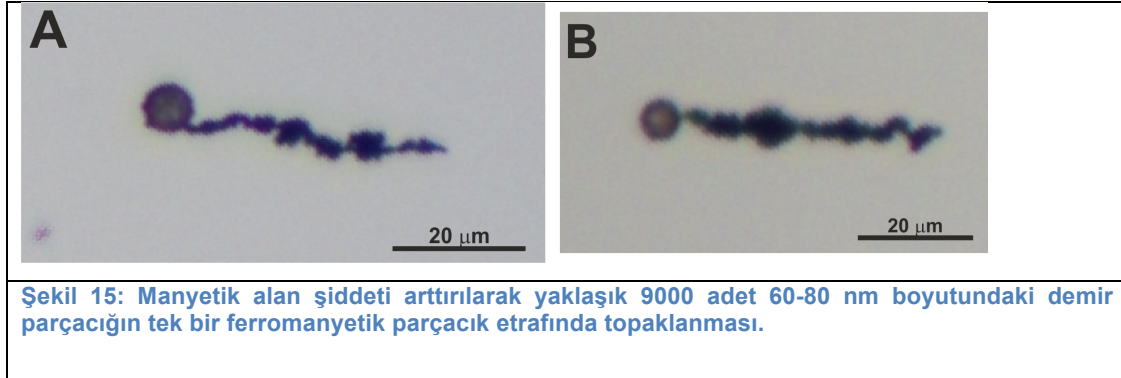 A
B
20 µm
20 µm
Şekil 15: Manyetik alan şiddeti arttırılarak yaklaşık 9000 adet 60-80 nm boyutundaki demir
parçacığın tek bir ferromanyetik parçacık etrafında topaklanması.